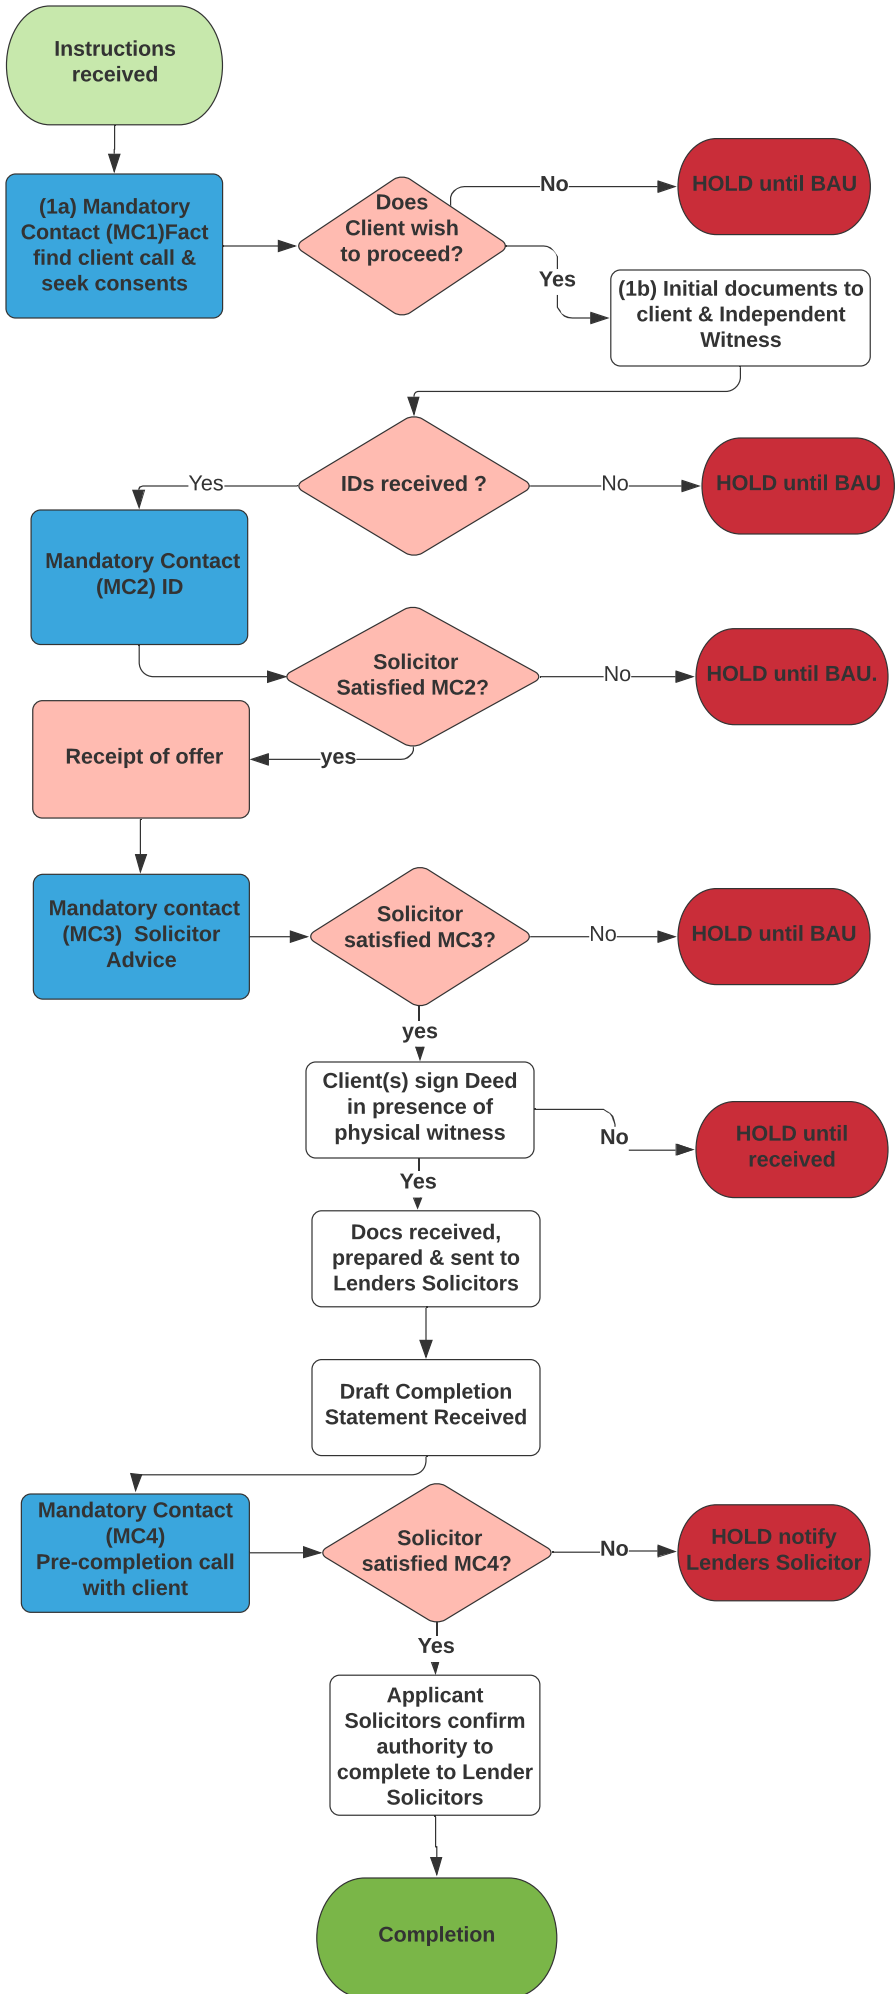 Instructions
received
(1a) Mandatory
Contact (MC1)Fact
find client call &
seek consents
Does
Client wish
to proceed?
No
HOLD until BAU
Yes
(1b) Initial documents to
client & Independent
Witness
IDs received ?
Yes
No
HOLD until BAU
Mandatory Contact
(MC2) ID
Solicitor
Satisfied MC2?
No
HOLD until BAU.
yes
Receipt of offer
Mandatory contact
(MC3)  Solicitor
Advice
Solicitor
satisfied MC3?
No
HOLD until BAU
yes
Client(s) sign Deed
in presence of
physical witness
No
HOLD until
received
Yes
Docs received,
prepared & sent to
Lenders Solicitors
Draft Completion
Statement Received
Mandatory Contact
(MC4)
Pre-completion call
with client
Solicitor
satisfied MC4?
No
HOLD notify
Lenders Solicitor
Yes
Applicant
Solicitors confirm
authority to
complete to Lender
Solicitors
Completion